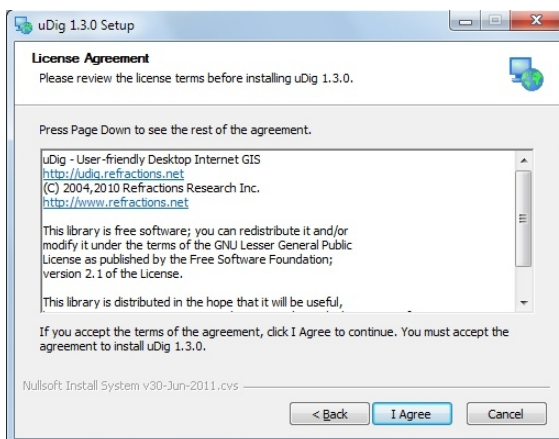 uDig 1.3.0 Setup
License Agreement
Please review the license terms before installing uDig 1.3.0.
Press Page Down to see the rest of the agreement.
uDig - User-friendly Desktop Internet GIS
http://udig.refractions.net
(C) 2004,2010 Refractions Research Inc.
http://www.refractions.net
This library is free software; you can redistribute it and/or
modify it under the terms of the GNU Lesser General Public
License as published by the Free Software Foundation;
version 2.1 of the License.
This library is distributed in the hope that it will be useful,
If you accept the terms of the agreement, click I Agree to continue. You must accept the
agreement to install uDig 1.3.0.
Nullsoft Install System v30-Jun-2011.cvs
< Back I Agree Cancel